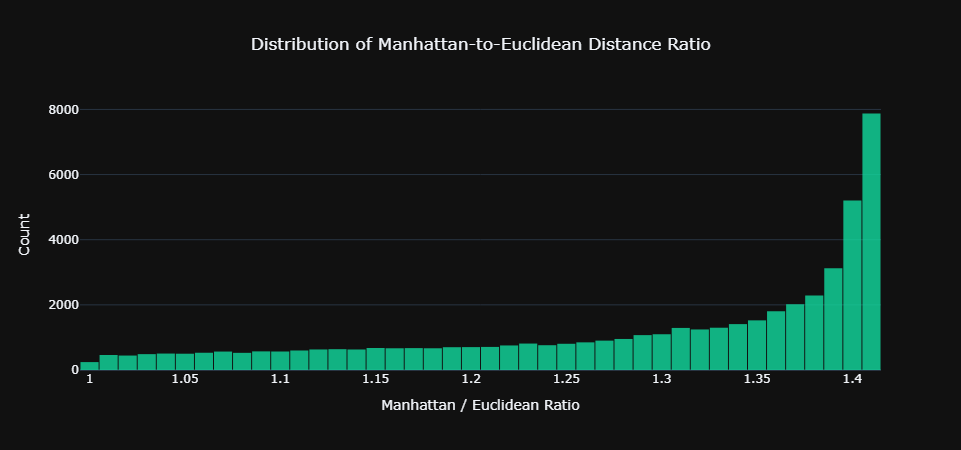 Distribution of Manhattan-to-Euclidean Distance Ratio
8000
6000
4000
2000
0
Count
1 1.05 1.1 1.15 1.2 1.25 1.3 1.35 1.4
Manhattan / Euclidean Ratio